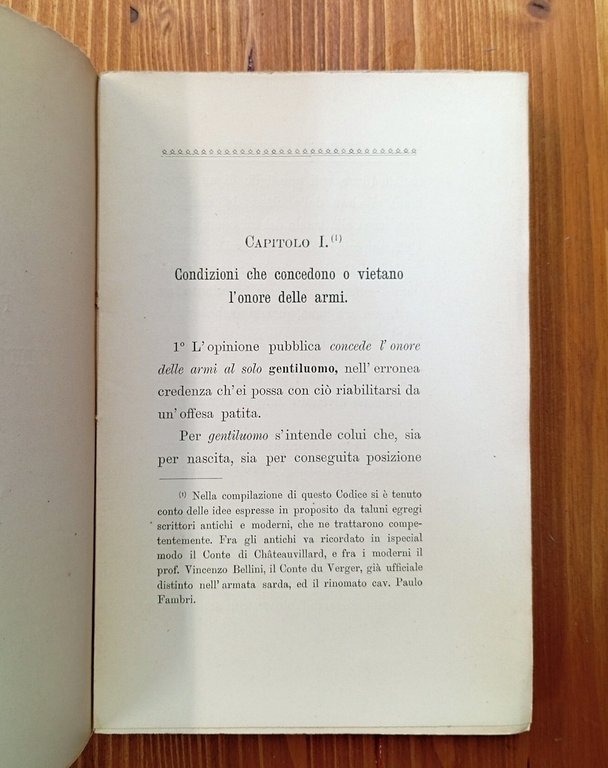 CAPITOLO I.(1)
Condizioni che concedono o vietano
l'onore delle armi.
1º L'opinione pubblica concede l'onore
delle armi al solo gentiluomo, nell'erronea
credenza ch'ei possa con ciò riabilitarsi da
un'offesa patita.
Per gentiluomo s'intende colui che, sia
per nascita, sia per conseguita posizione
(1) Nella compilazione di questo Codice si è tenuto
conto delle idee espresse in proposito da taluni egregi
scrittori antichi e moderni, che ne trattarono compe-
tentemente. Fra gli antichi va ricordato in ispecial
modo il Conte di Châteauvillard, e fra i moderni il
prof. Vincenzo Bellini, il Conte du Verger, già ufficiale
distinto nell'armata sarda, ed il rinomato cav. Paulo
Fambri.